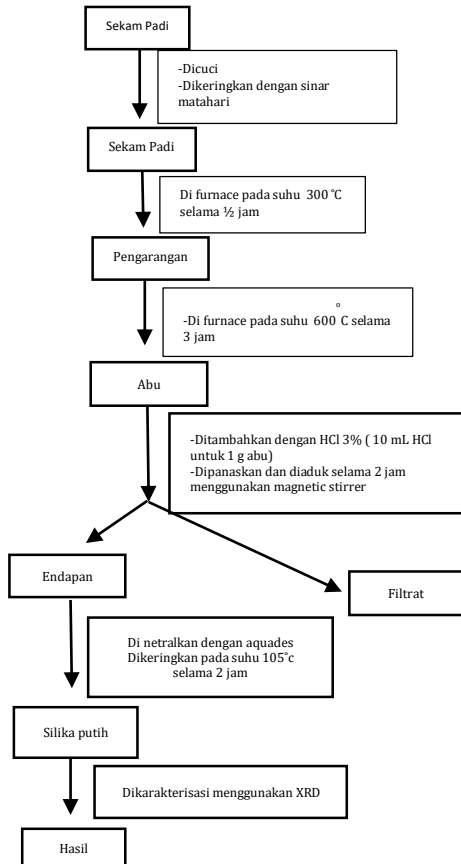 Sekam Padi
-Dicuci
-Dikeringkan dengan sinar
matahari
Sekam Padi
Di furnace pada suhu 300 °C
selama ½ jam
Pengarangan
-Di furnace pada suhu 600 °C selama
3 jam
Abu
-Ditambahkan dengan HCl 3% ( 10 mL HCl
untuk 1 g abu)
-Dipanaskan dan diaduk selama 2 jam
menggunakan magnetic stirrer
Endapan
Filtrat
Di netralkan dengan aquades
Dikeringkan pada suhu 105°c
selama 2 jam
Silika putih
Dikarakterisasi menggunakan XRD
Hasil